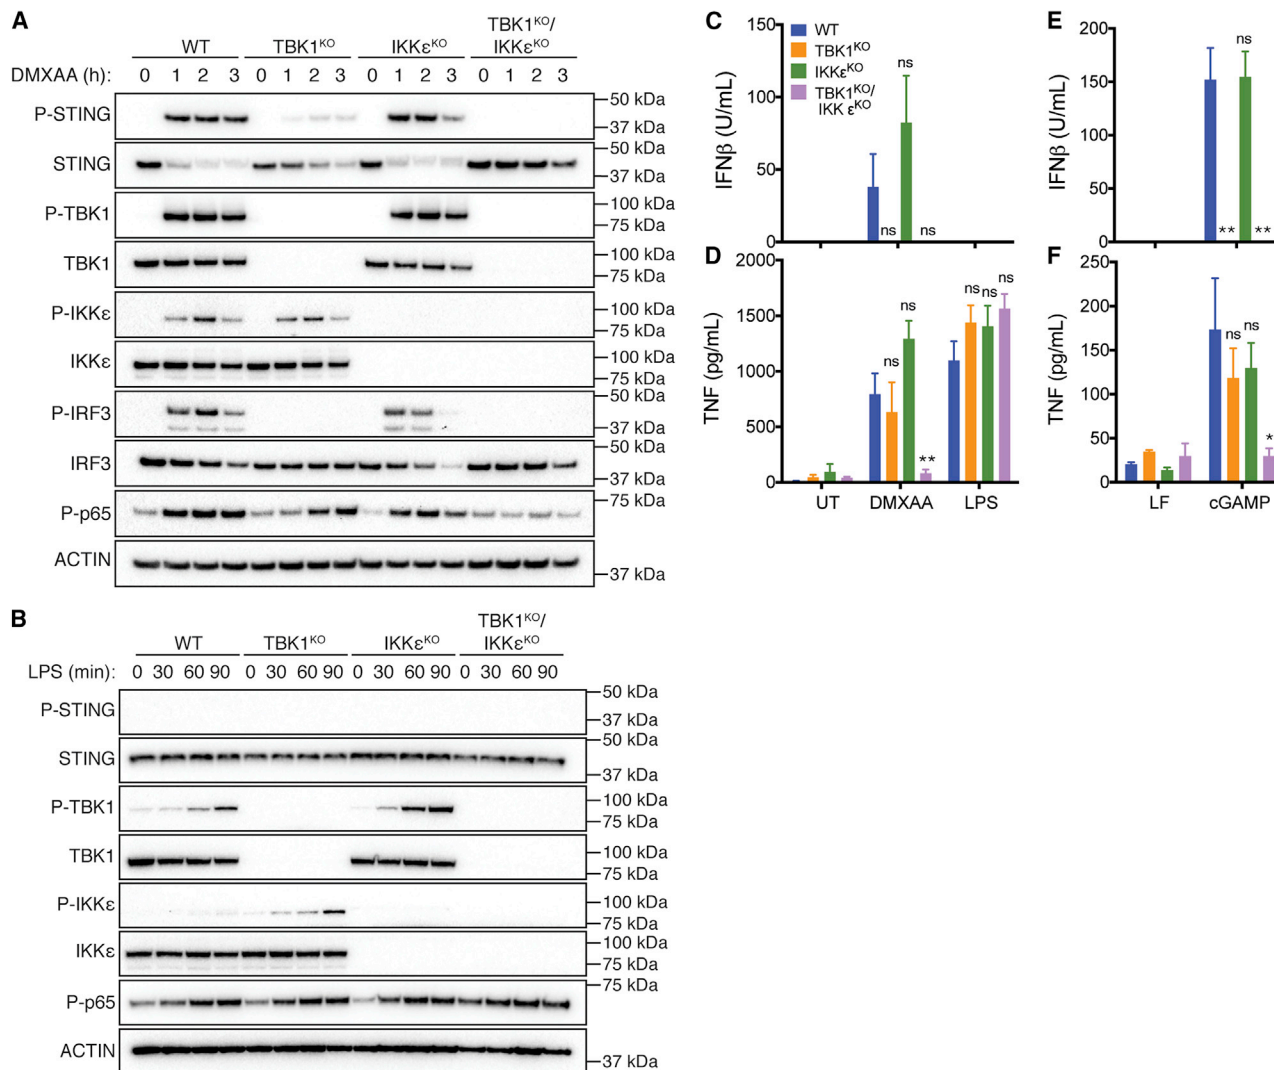 A
WT TBK1KO IKKεKO TBK1KO/
IKKεKO
DMXAA (h): 0 1 2 3 0 1 2 3 0 1 2 3 0 1 2 3
P-STING 50 kDa
37 kDa
STING 50 kDa
37 kDa
P-TBK1 100 kDa
75 kDa
TBK1 100 kDa
75 kDa
P-IKKε 100 kDa
75 kDa
IKKε 100 kDa
75 kDa
P-IRF3 50 kDa
37 kDa
IRF3 50 kDa
37 kDa
P-p65 75 kDa
ACTIN
37 kDa
B
WT TBK1KO IKKεKO TBK1KO/
IKKεKO
LPS (min): 0 30 60 90 0 30 60 90 0 30 60 90 0 30 60 90
P-STING 50 kDa
37 kDa
STING 50 kDa
37 kDa
P-TBK1 100 kDa
75 kDa
TBK1 100 kDa
75 kDa
P-IKKε 100 kDa
75 kDa
IKKε 100 kDa
75 kDa
P-p65 75 kDa
ACTIN
37 kDa
C
IFNβ (U/mL)
150
100
50
0
WT
TBK1KO
IKKεKO
TBK1KO/
IKK εKO
ns ns ns
D
TNF (pg/mL)
2000
1500
1000
500
0
ns ns **
ns ns ns
UT DMXAA LPS
E
IFNβ (U/mL)
200
150
100
50
0
** ns **
F
TNF (pg/mL)
250
200
150
100
50
0
ns ns *
LF cGAMP